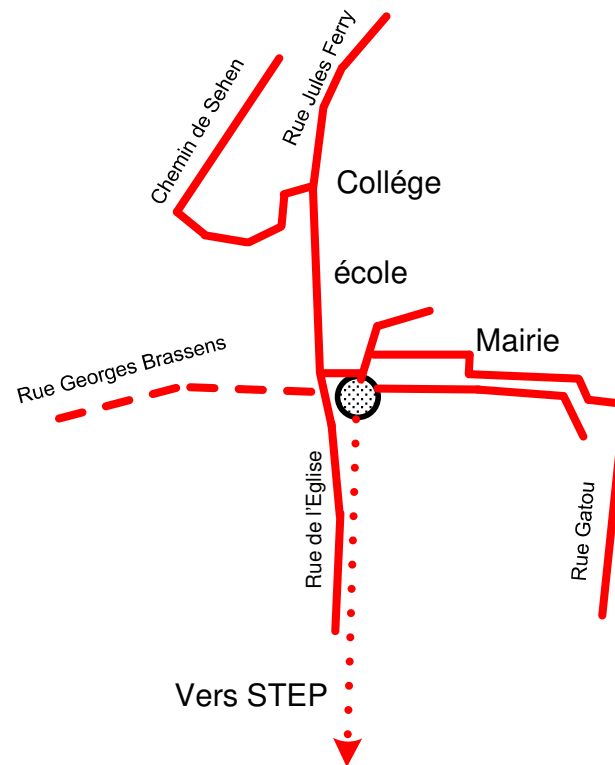 Rue Jules Ferry
Chemin de Sehen
Collége
école
Mairie
Rue Georges Brassens
Rue de l'Eglise
Rue Gatou
Vers STEP